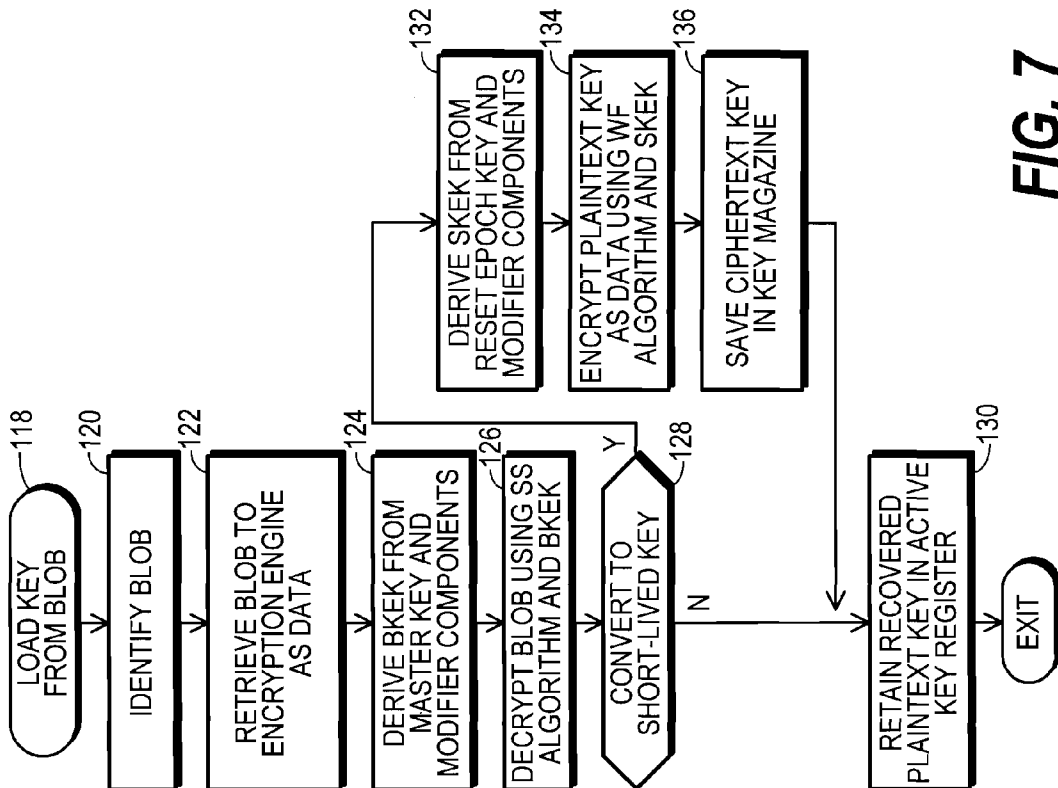 LOAD KEY
FROM BLOB
118
IDENTIFY BLOB
120
RETRIEVE BLOB TO
ENCRYPTION ENGINE
AS DATA
122
DERIVE BKEK FROM
MASTER KEY AND
MODIFIER COMPONENTS
124
DECRYPT BLOB USING SS
ALGORITHM AND BKEK
126
CONVERT TO
SHORT-LIVED KEY
128
Y
N
DERIVE SKEK FROM
RESET EPOCH KEY AND
MODIFIER COMPONENTS
132
ENCRYPT PLAINTEXT KEY
AS DATA USING WF
ALGORITHM AND SKEK
134
SAVE CIPHERTEXT KEY
IN KEY MAGAZINE
136
RETAIN RECOVERED
PLAINTEXT KEY IN ACTIVE
KEY REGISTER
130
EXIT
FIG. 7